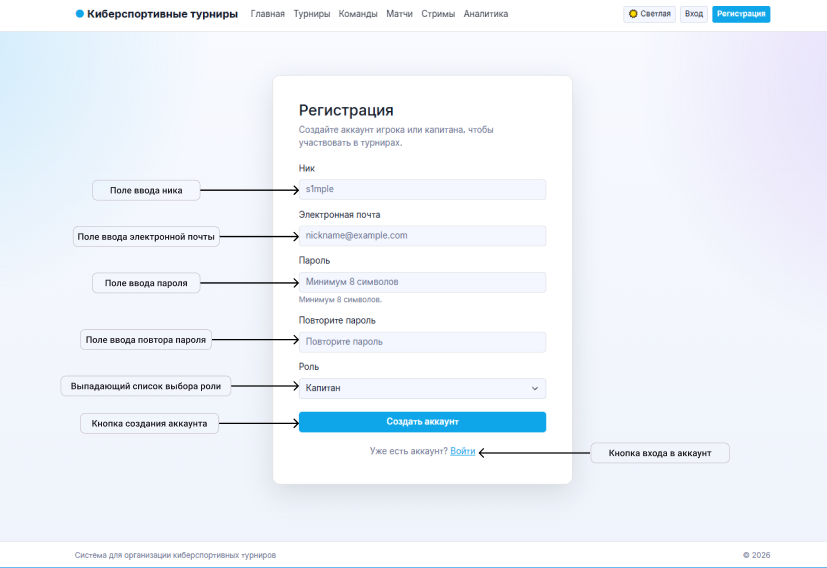 Киберспортивные турниры Главная Турниры Команды Матчи Стримы Аналитика Светлая Вход Регистрация
Регистрация
Создайте аккаунт игрока или капитана, чтобы
участвовать в турнирах.
Ник
Поле ввода ника
s1mple
Электронная почта
Поле ввода электронной почты
nickname@example.com
Пароль
Поле ввода пароля
Минимум 8 символов
Минимум 8 символов.
Повторите пароль
Поле ввода повтора пароля
Повторите пароль
Роль
Выпадающий список выбора роли
Капитан
Кнопка создания аккаунта
Создать аккаунт
Уже есть аккаунт? Войти
Кнопка входа в аккаунт
Система для организации киберспортивных турниров
© 2026